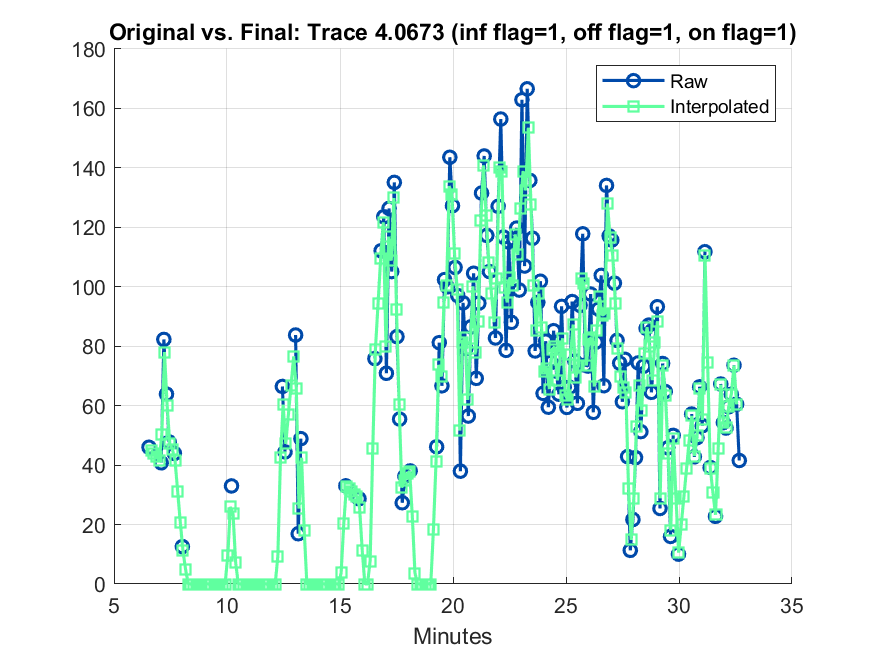 Original vs. Final: Trace 4.0673 (inf flag=1, off flag=1, on flag=1)
180
160
140
120
100
80
60
40
20
0
Raw
Interpolated
5 10 15 20 25 30 35
Minutes